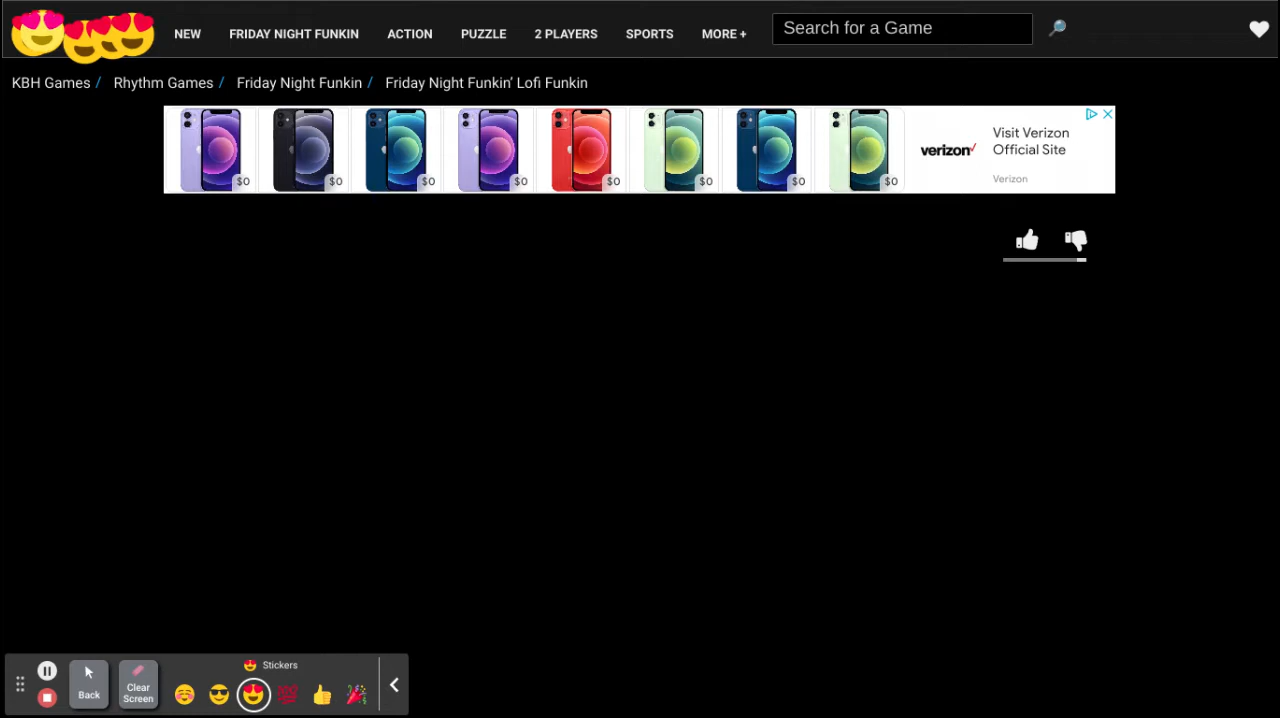 NEW FRIDAY NIGHT FUNKIN ACTION PUZZLE 2 PLAYERS SPORTS MORE + Search for a Game
KBH Games / Rhythm Games / Friday Night Funkin / Friday Night Funkin' Lofi Funkin
$0 $0 $0 $0 $0 $0 $0 $0
verizon
Visit Verizon
Official Site
Verizon
Stickers
Back
Clear
Screen
100